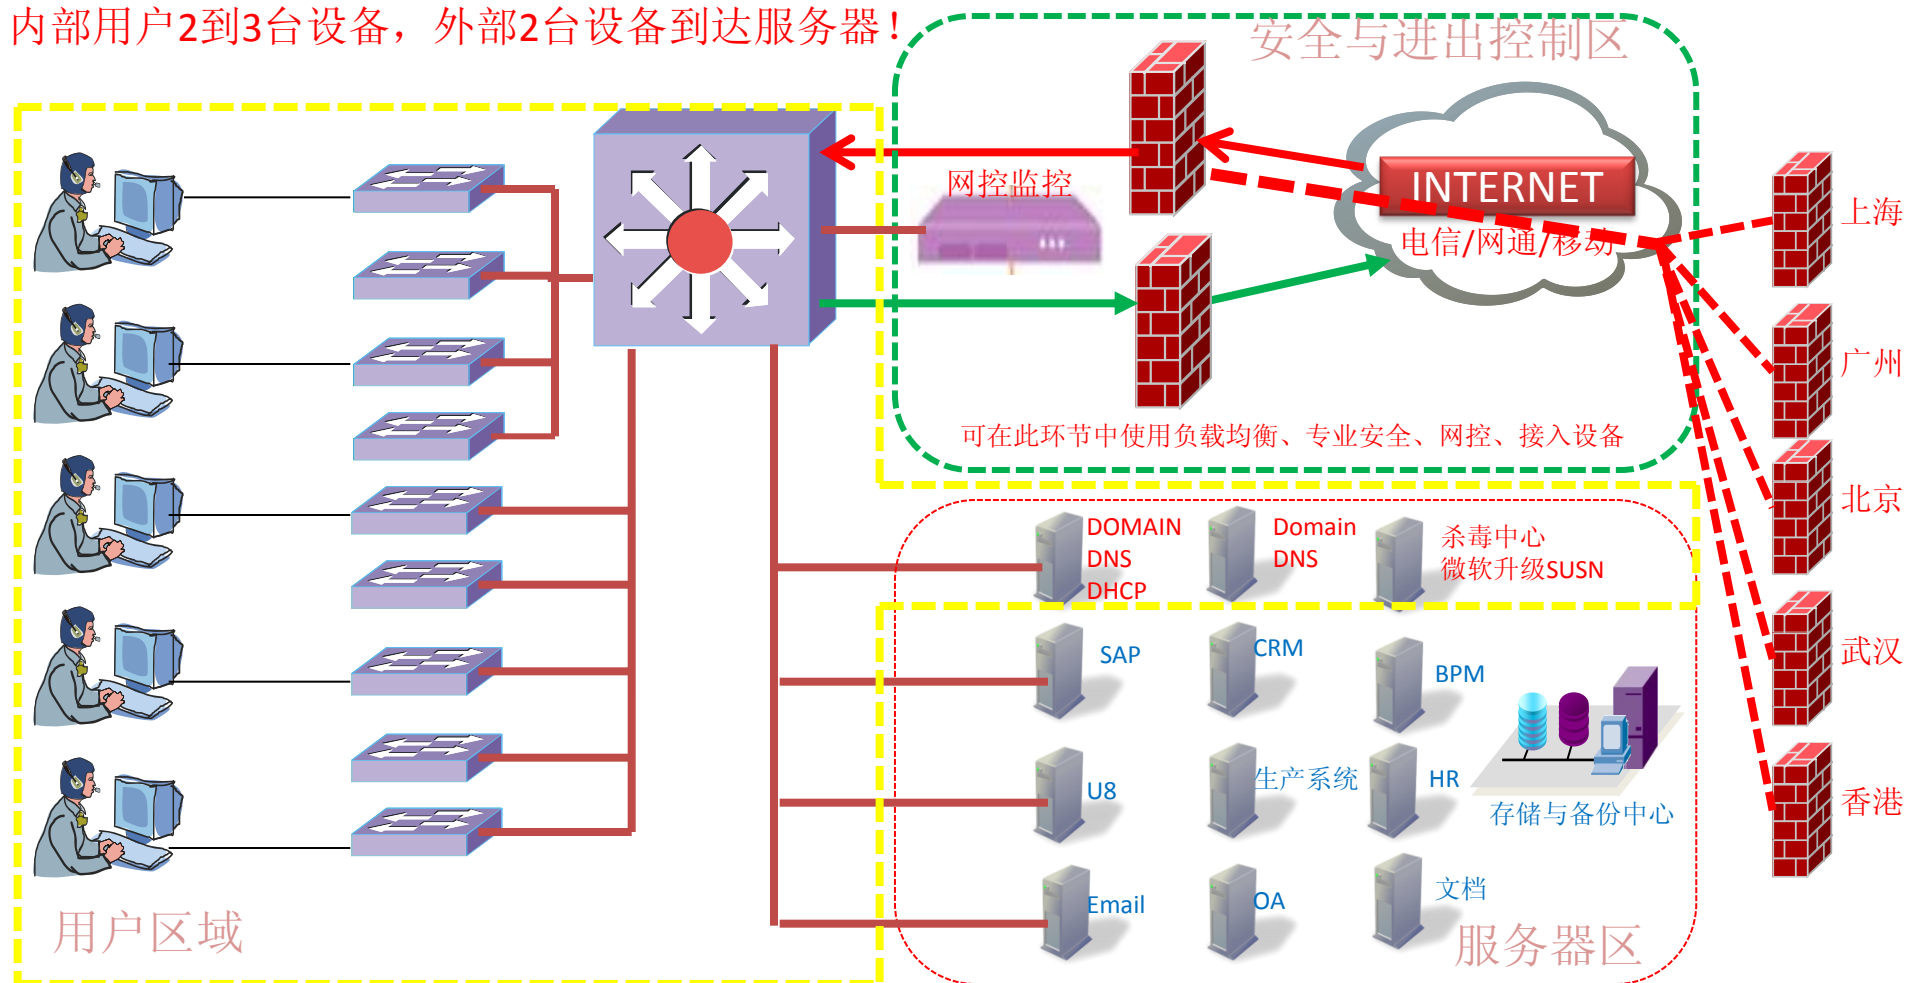 内部用户2到3台设备，外部2台设备到达服务器！
安全与进出控制区
网控监控
INTERNET
电信/网通/移动
上海
广州
北京
武汉
香港
可在此环节中使用负载均衡、专业安全、网控、接入设备
DOMAIN
DNS
DHCP
Domain
DNS
杀毒中心
微软升级SUSN
SAP
CRM
BPM
U8
生产系统
HR
存储与备份中心
Email
OA
文档
用户区域
服务器区